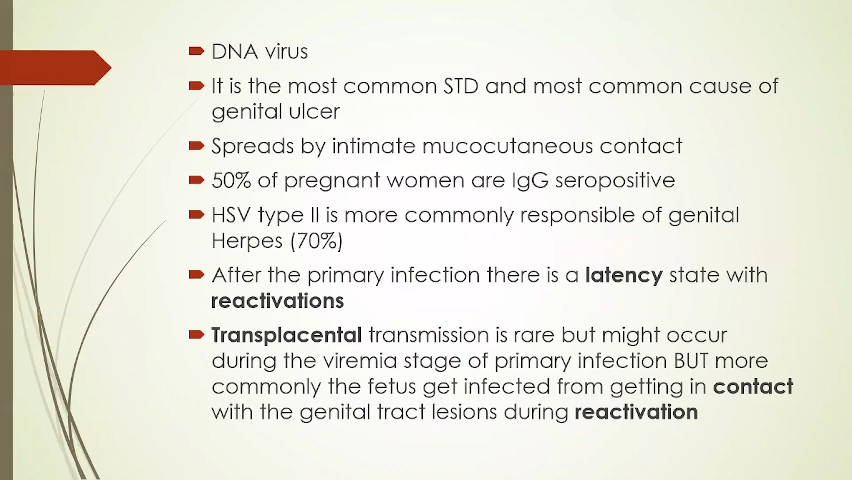 DNA virus
It is the most common STD and most common cause of
genital ulcer
Spreads by intimate mucocutaneous contact
50% of pregnant women are IgG seropositive
HSV type II is more commonly responsible of genital
Herpes (70%)
After the primary infection there is a latency state with
reactivations
Transplacental transmission is rare but might occur
during the viremia stage of primary infection BUT more
commonly the fetus get infected from getting in contact
with the genital tract lesions during reactivation